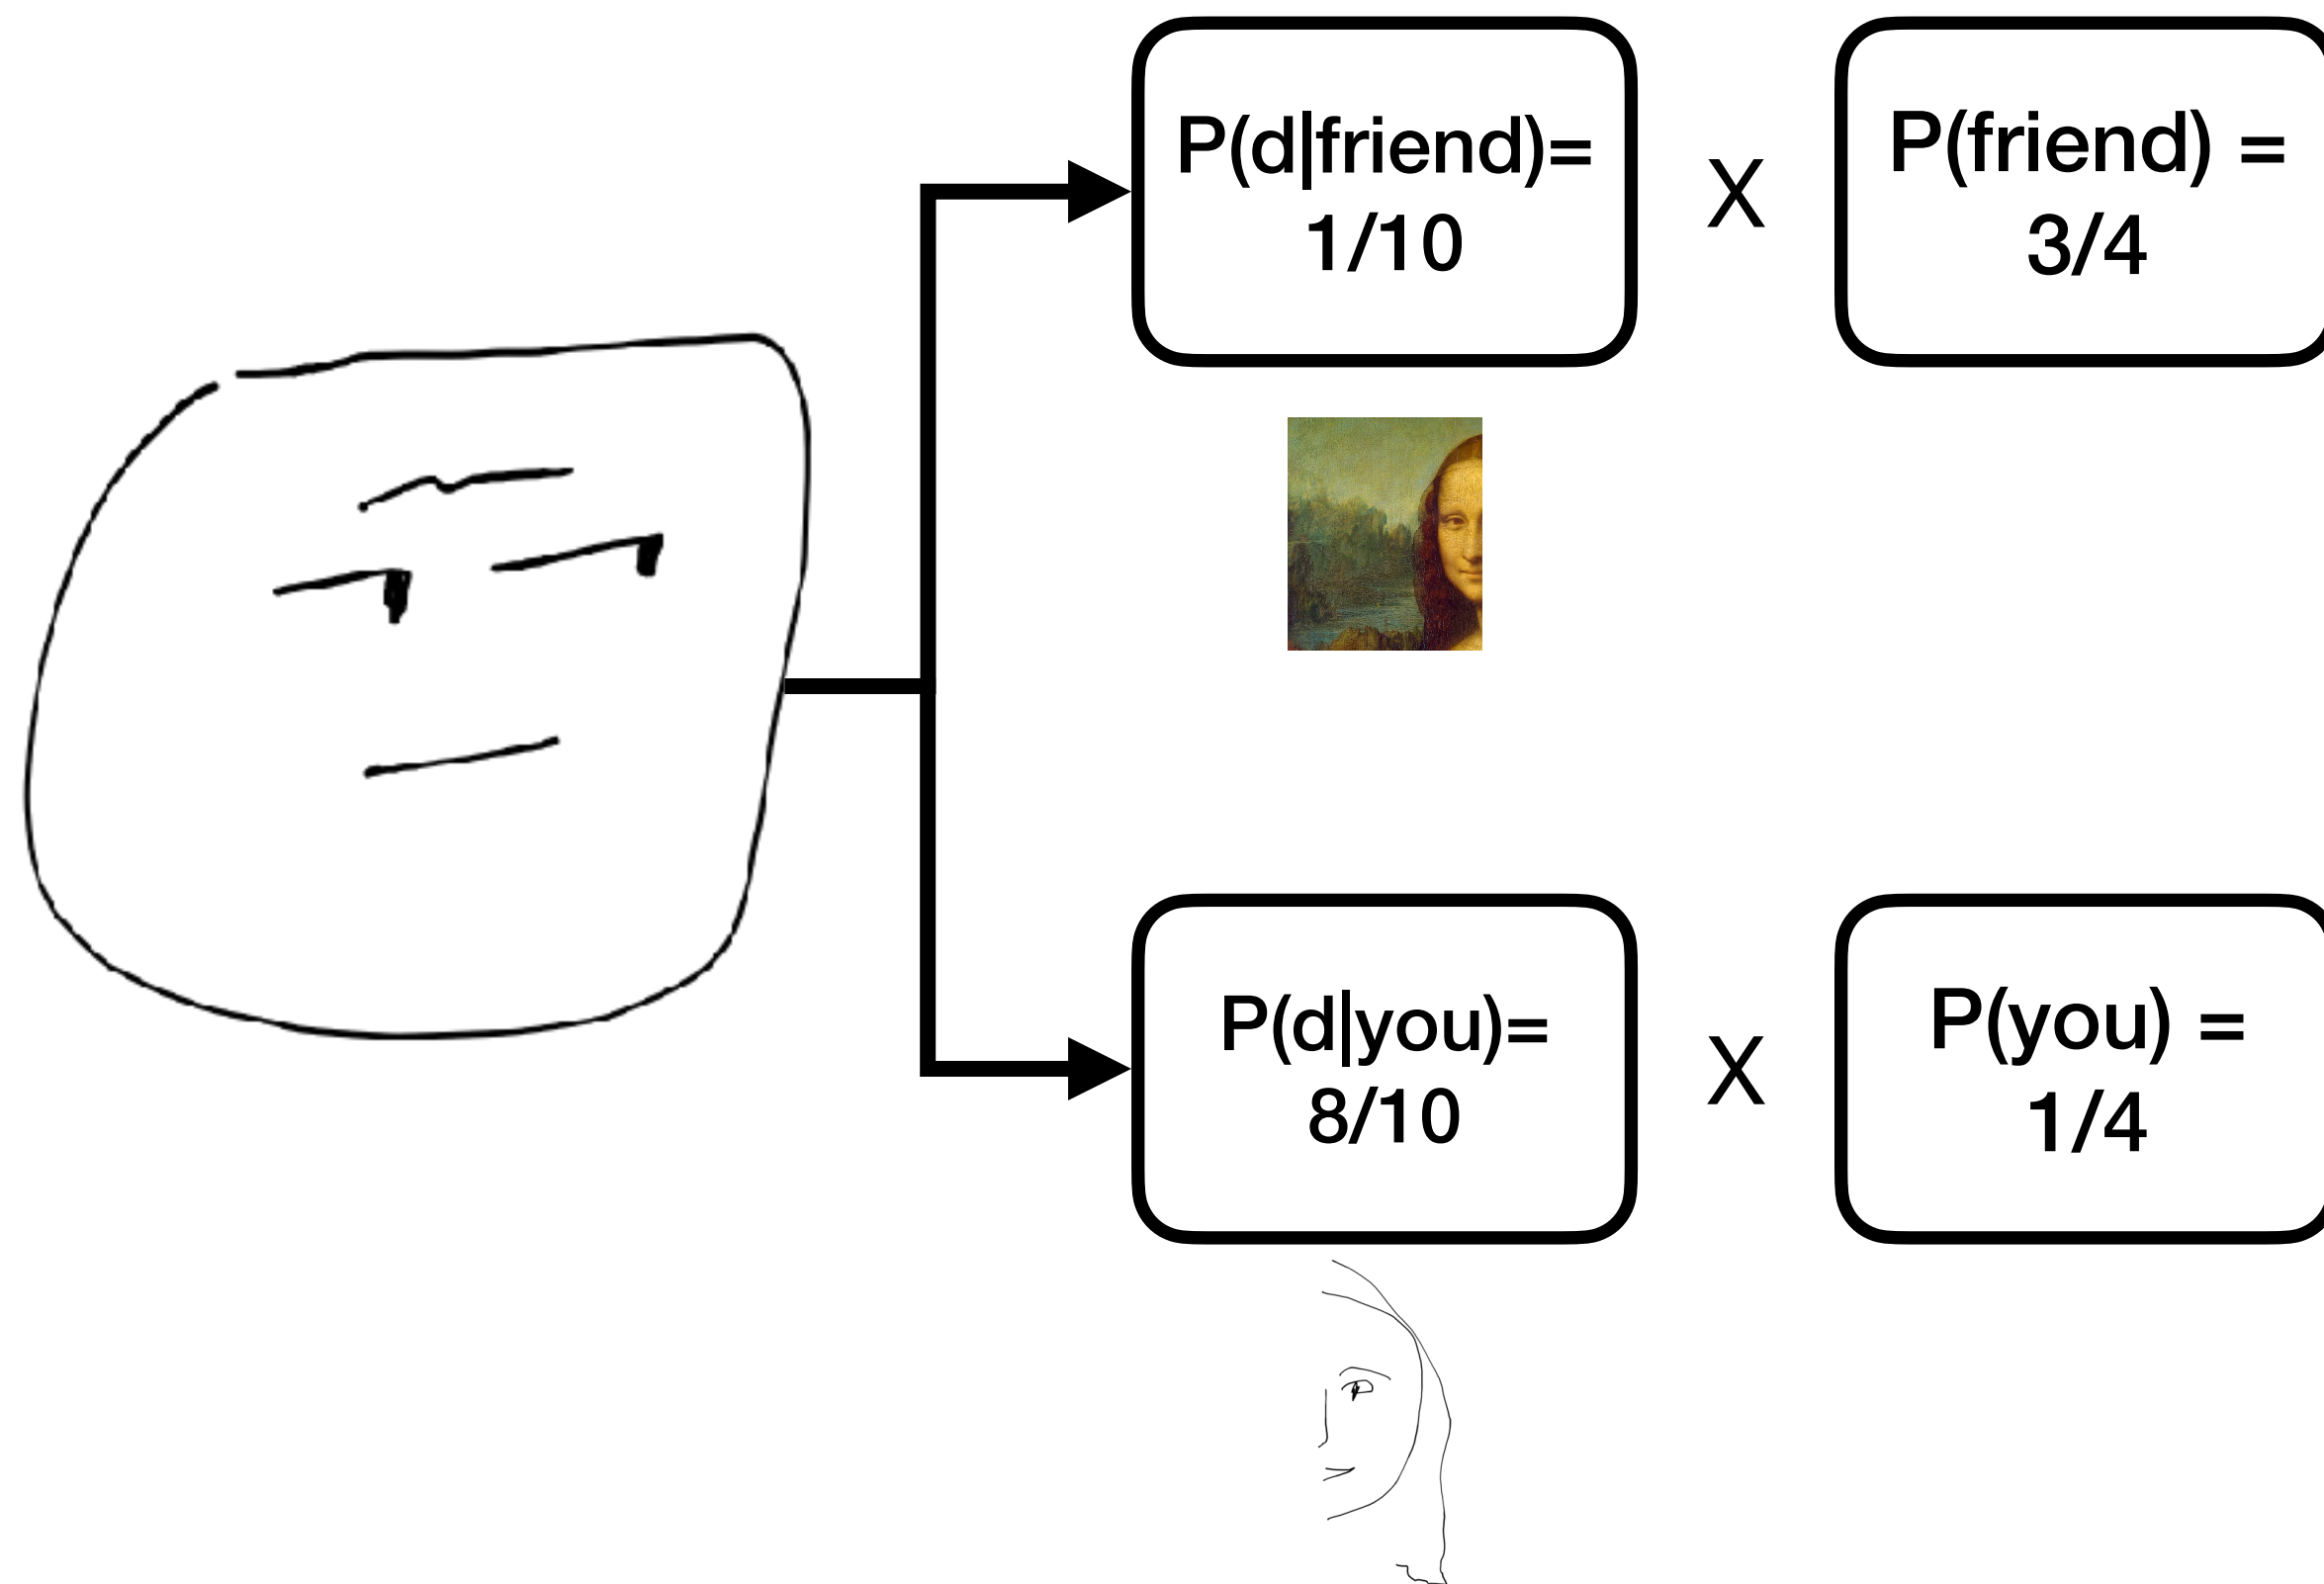 P(d|friend)=
1/10
X
P(friend) =
3/4
P(d|you)=
8/10
X
P(you) =
1/4